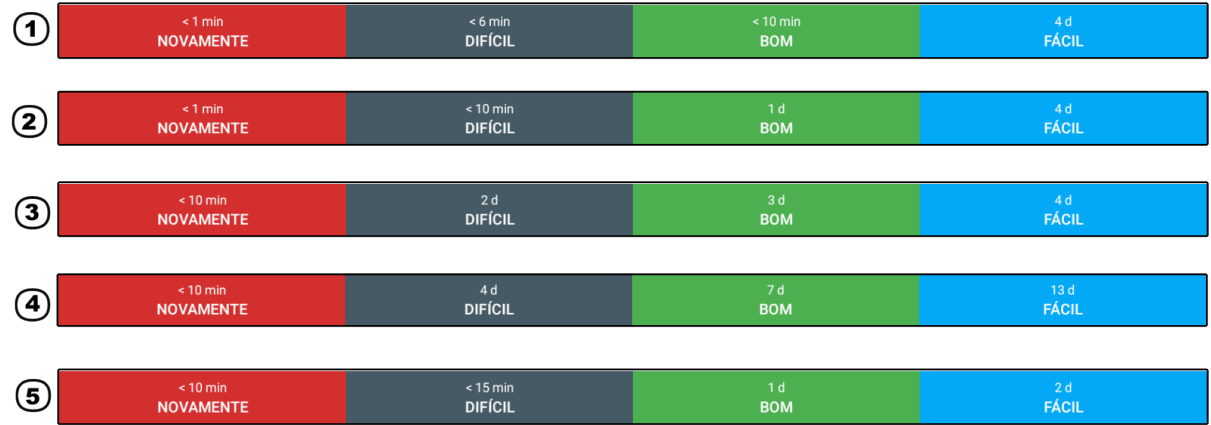 1
< 1 min < 6 min < 10 min 4 d
NOVAMENTE DIFÍCIL BOM FÁCIL
2
< 1 min < 10 min 1 d 4 d
NOVAMENTE DIFÍCIL BOM FÁCIL
3
< 10 min 2 d 3 d 4 d
NOVAMENTE DIFÍCIL BOM FÁCIL
4
< 10 min 4 d 7 d 13 d
NOVAMENTE DIFÍCIL BOM FÁCIL
5
< 10 min < 15 min 1 d 2 d
NOVAMENTE DIFÍCIL BOM FÁCIL